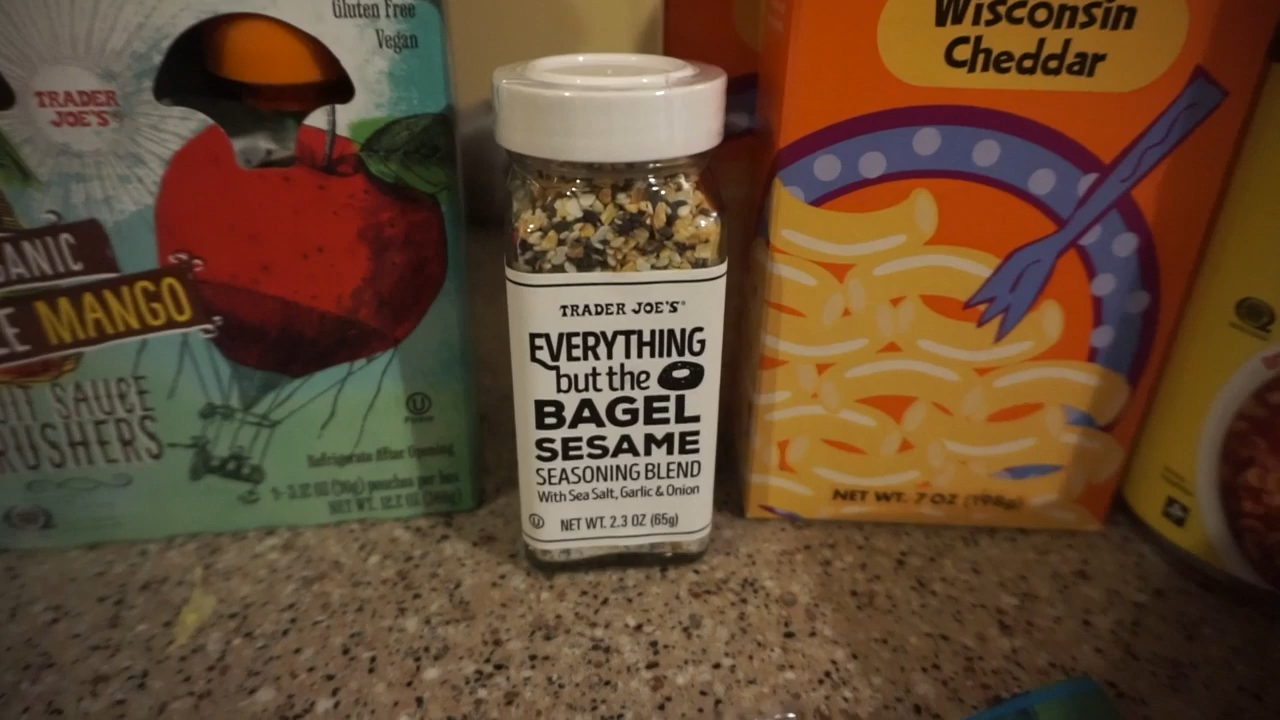 Gluten Free
Vegan
TRADER
JOE'S
ANIC
E MANGO
SAUCE
RUSHERS
Refrigerate After Opening
TRADER JOE'S
EVERYTHING
but the
BAGEL
SESAME
SEASONING BLEND
With Sea Salt, Garlic & Onion
U NET WT. 2.3 OZ (65g)
Wisconsin
Cheddar
NET WT. 7 OZ (198g)